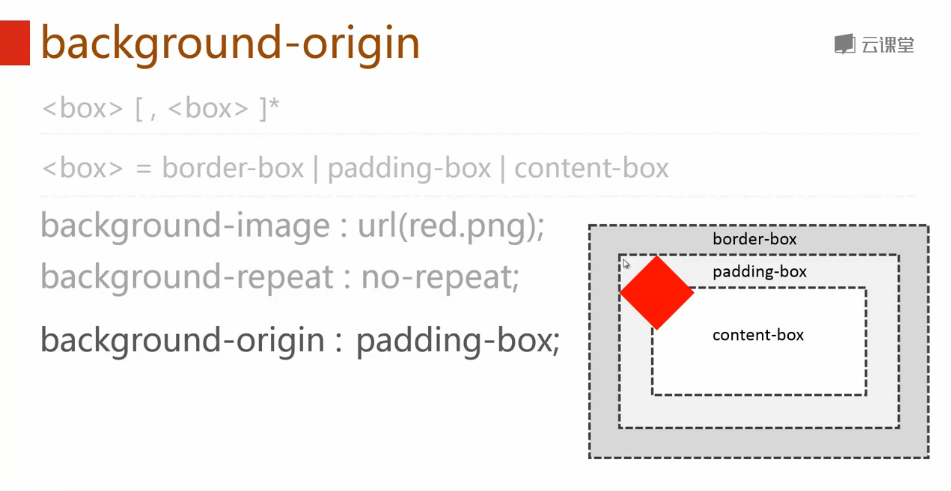 background-origin
云课堂
<box> [ , <box> ]*
<box> = border-box | padding-box | content-box
background-image : url(red.png);
background-repeat : no-repeat;
background-origin : padding-box;
border-box
padding-box
content-box